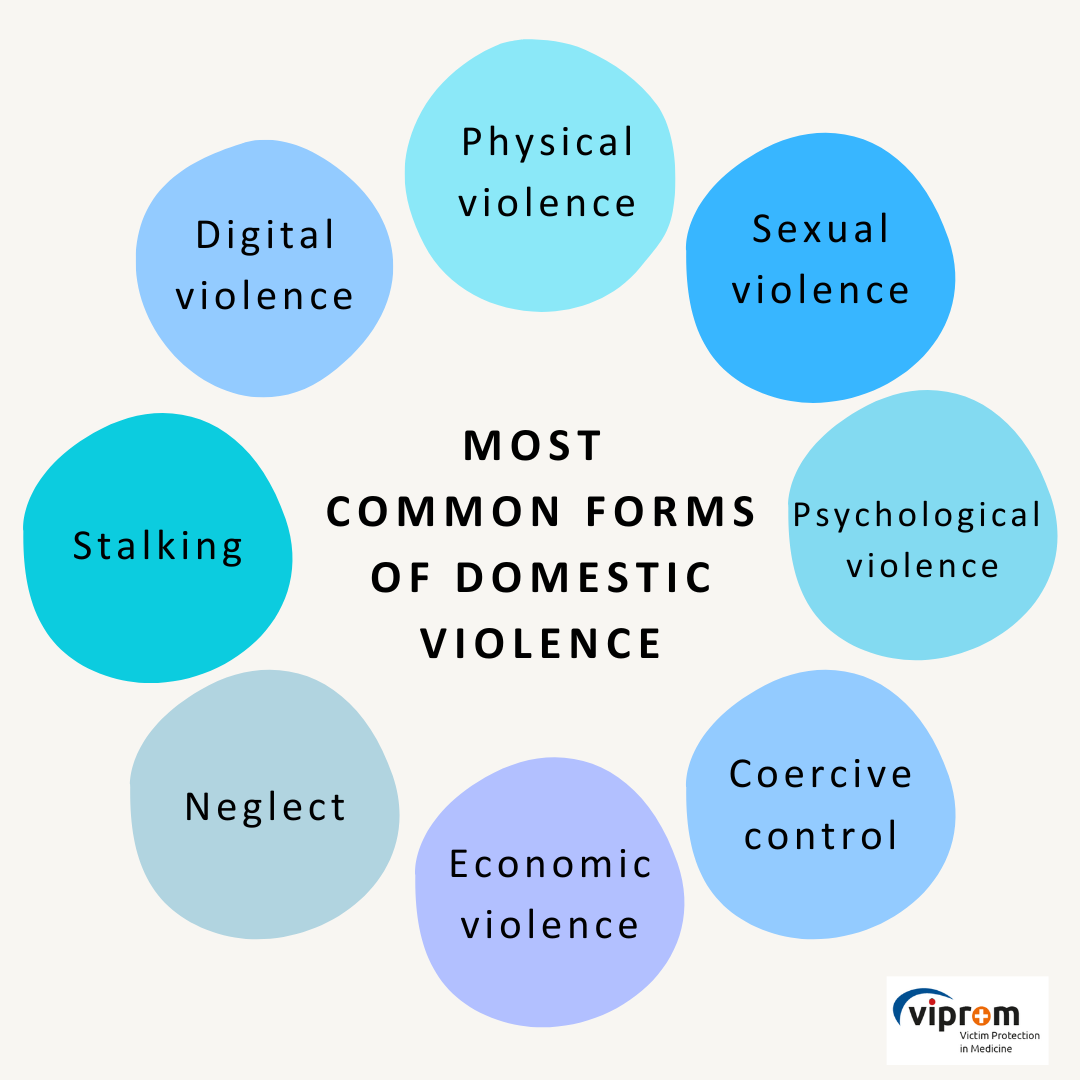 Physical
violence
Sexual
violence
Psychological
violence
Coercive
control
Economic
violence
Neglect
Stalking
Digital
violence
MOST
COMMON FORMS
OF DOMESTIC
VIOLENCE
viprom
Victim Protection
in Medicine